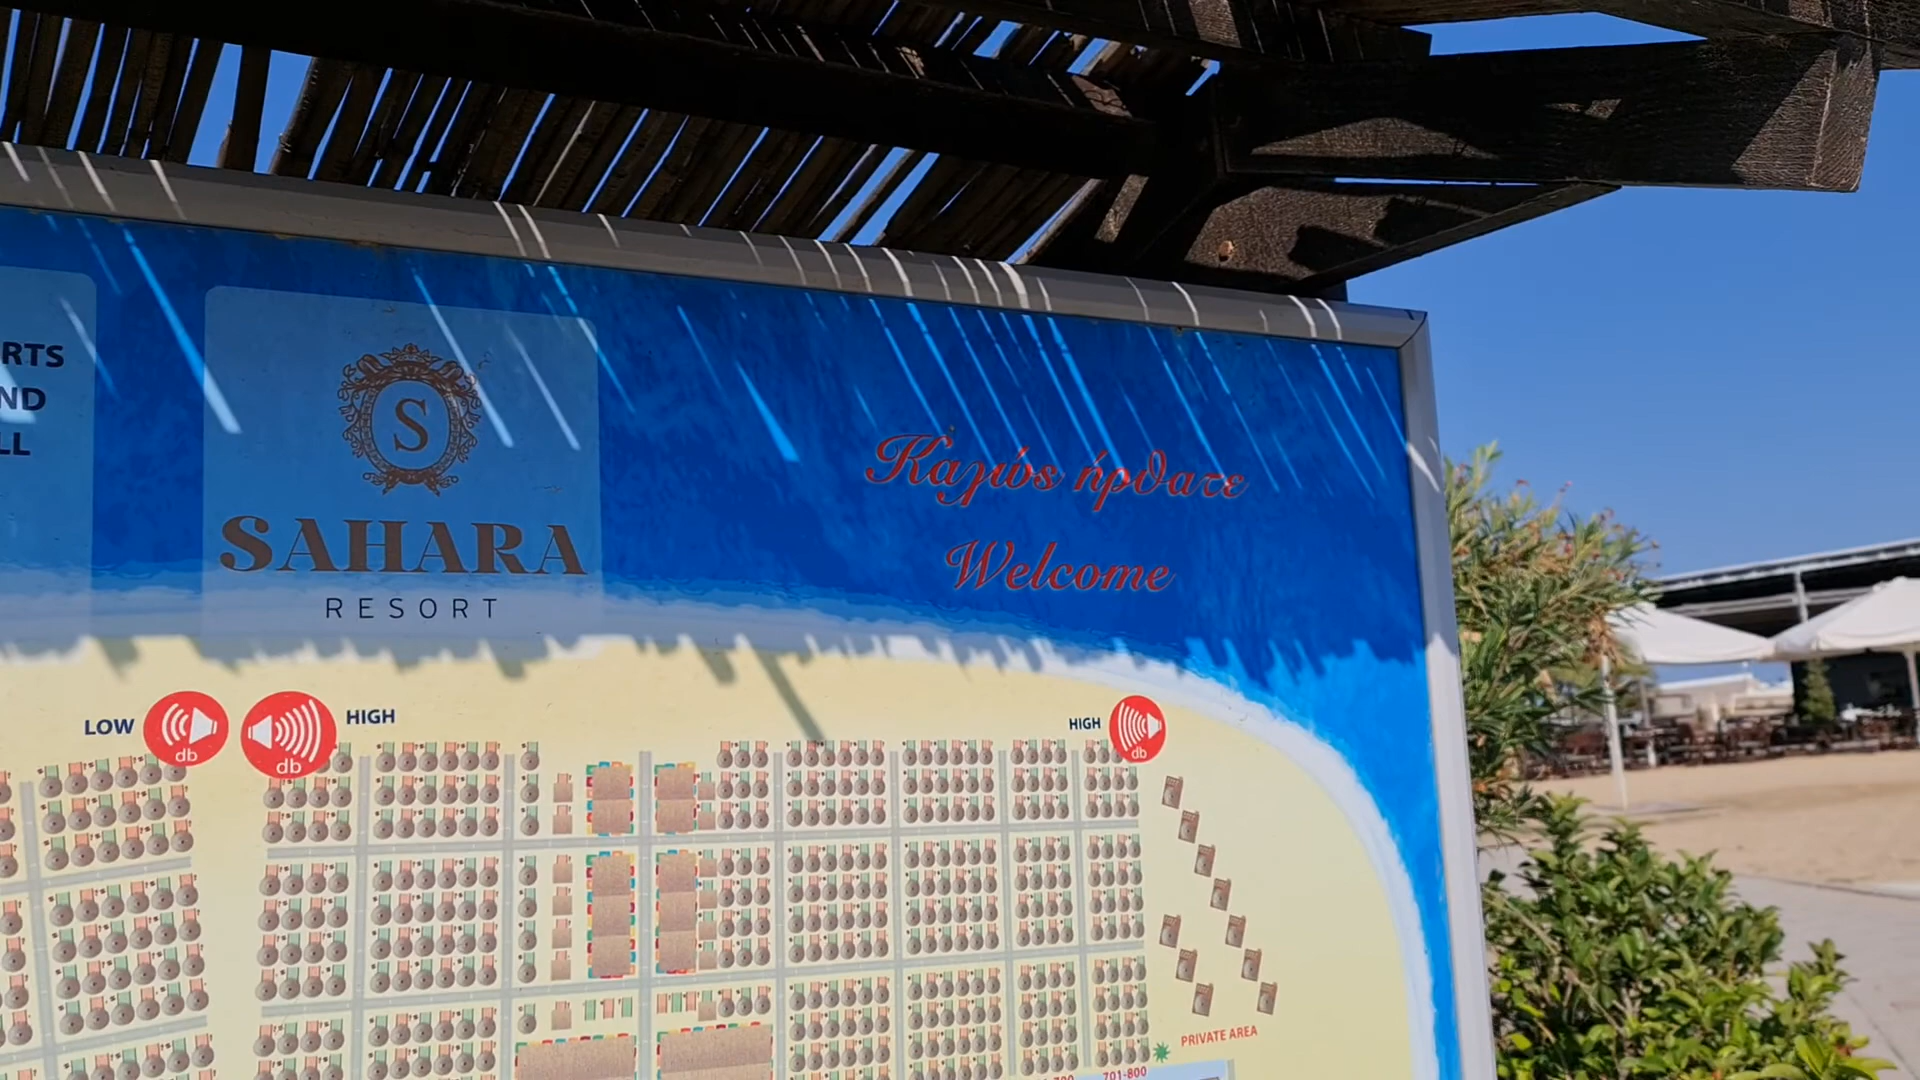 RTS
ND
LL
S
SAHARA
RESORT
Καλώς ήρθατε
Welcome
LOW
db
db
HIGH
HIGH
db
PRIVATE AREA
701-800